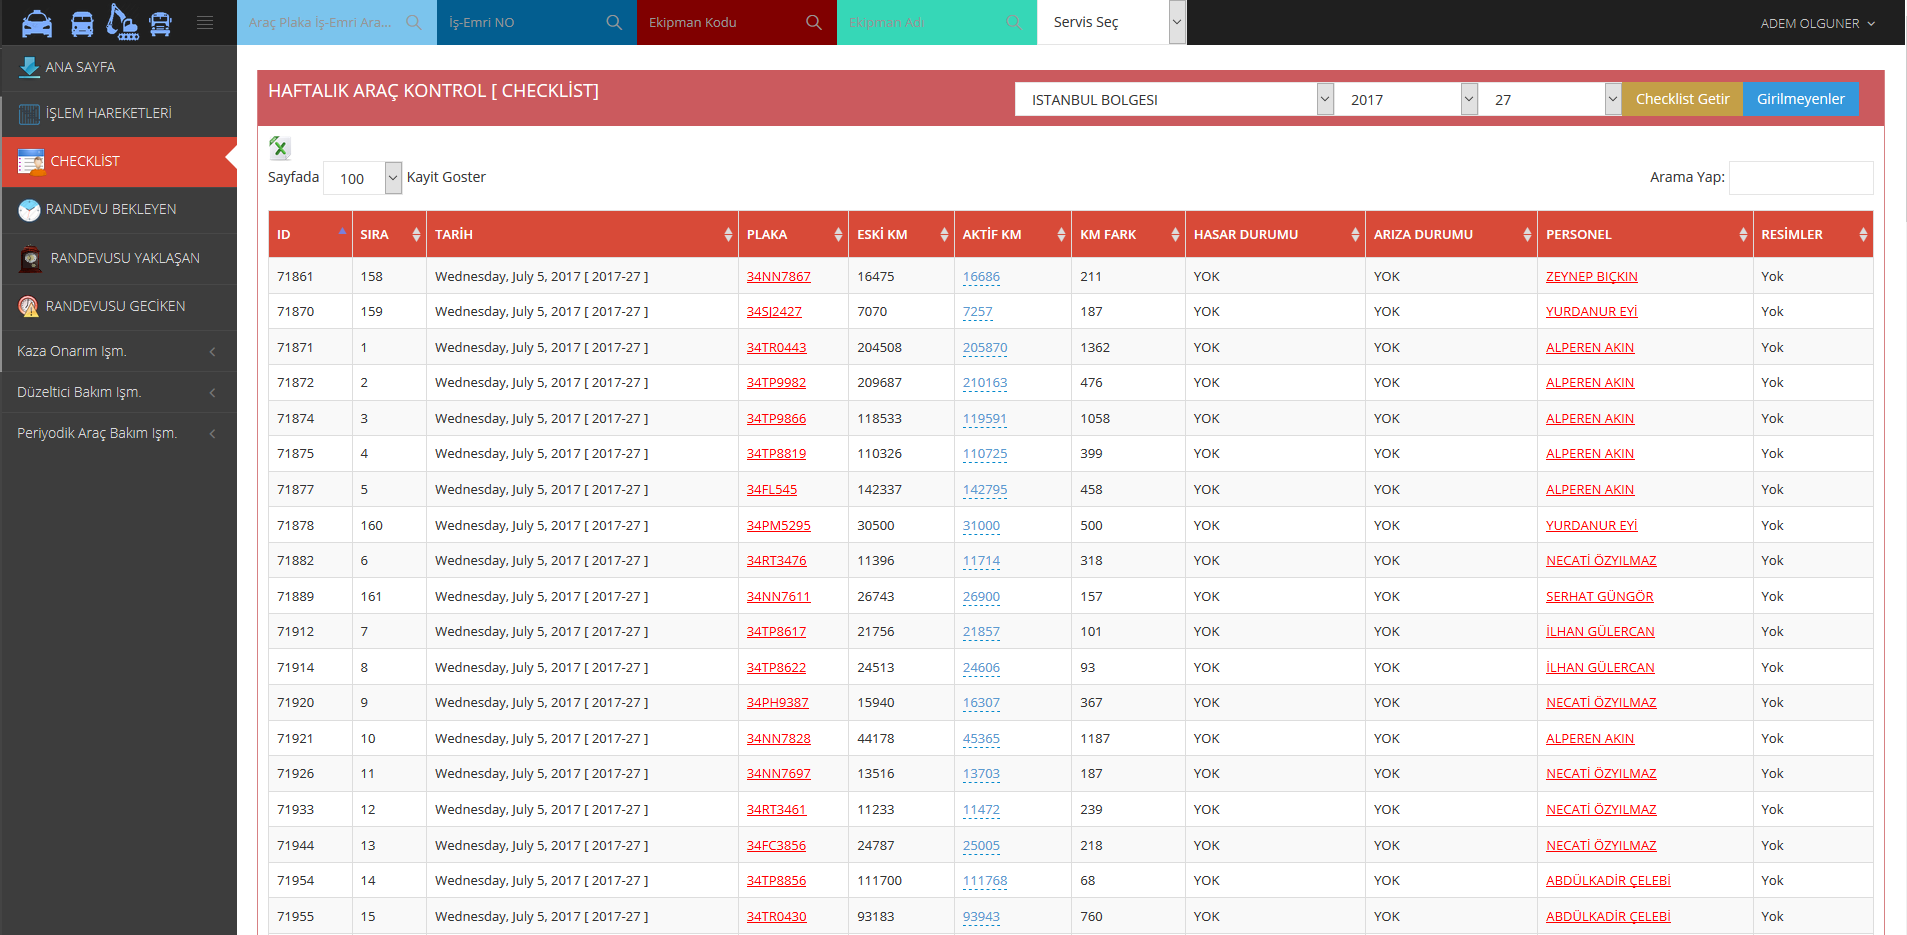 Araç Plaka İş-Emri Ara... İş-Emri NO Ekipman Kodu Ekipman Adı Servis Seç ADEM OLGUNER
ANA SAYFA
İŞLEM HAREKETLERİ
CHECKLİST
RANDEVU BEKLEYEN
RANDEVUSU YAKLAŞAN
RANDEVUSU GECİKEN
Kaza Onarım Işm.
Düzeltici Bakım Işm.
Periyodik Araç Bakım Işm.
HAFTALIK ARAÇ KONTROL [ CHECKLİST] ISTANBUL BOLGESI 2017 27 Checklist Getir Girilmeyenler
Sayfada 100 Kayit Goster Arama Yap:
ID SIRA TARİH PLAKA ESKİ KM AKTİF KM KM FARK HASAR DURUMU ARIZA DURUMU PERSONEL RESİMLER
71861 158 Wednesday, July 5, 2017 [ 2017-27 ] 34NN7867 16475 16686 211 YOK YOK ZEYNEP BIÇKIN Yok
71870 159 Wednesday, July 5, 2017 [ 2017-27 ] 34SJ2427 7070 7257 187 YOK YOK YURDANUR EYİ Yok
71871 1 Wednesday, July 5, 2017 [ 2017-27 ] 34TR0443 204508 205870 1362 YOK YOK ALPEREN AKIN Yok
71872 2 Wednesday, July 5, 2017 [ 2017-27 ] 34TP9982 209687 210163 476 YOK YOK ALPEREN AKIN Yok
71874 3 Wednesday, July 5, 2017 [ 2017-27 ] 34TP9866 118533 119591 1058 YOK YOK ALPEREN AKIN Yok
71875 4 Wednesday, July 5, 2017 [ 2017-27 ] 34TP8819 110326 110725 399 YOK YOK ALPEREN AKIN Yok
71877 5 Wednesday, July 5, 2017 [ 2017-27 ] 34FL545 142337 142795 458 YOK YOK ALPEREN AKIN Yok
71878 160 Wednesday, July 5, 2017 [ 2017-27 ] 34PM5295 30500 31000 500 YOK YOK YURDANUR EYİ Yok
71882 6 Wednesday, July 5, 2017 [ 2017-27 ] 34RT3476 11396 11714 318 YOK YOK NECATİ ÖZYILMAZ Yok
71889 161 Wednesday, July 5, 2017 [ 2017-27 ] 34NN7611 26743 26900 157 YOK YOK SERHAT GÜNGÖR Yok
71912 7 Wednesday, July 5, 2017 [ 2017-27 ] 34TP8617 21756 21857 101 YOK YOK İLHAN GÜLERCAN Yok
71914 8 Wednesday, July 5, 2017 [ 2017-27 ] 34TP8622 24513 24606 93 YOK YOK İLHAN GÜLERCAN Yok
71920 9 Wednesday, July 5, 2017 [ 2017-27 ] 34PH9387 15940 16307 367 YOK YOK NECATİ ÖZYILMAZ Yok
71921 10 Wednesday, July 5, 2017 [ 2017-27 ] 34NN7828 44178 45365 1187 YOK YOK ALPEREN AKIN Yok
71926 11 Wednesday, July 5, 2017 [ 2017-27 ] 34NN7697 13516 13703 187 YOK YOK NECATİ ÖZYILMAZ Yok
71933 12 Wednesday, July 5, 2017 [ 2017-27 ] 34RT3461 11233 11472 239 YOK YOK NECATİ ÖZYILMAZ Yok
71944 13 Wednesday, July 5, 2017 [ 2017-27 ] 34FC3856 24787 25005 218 YOK YOK NECATİ ÖZYILMAZ Yok
71954 14 Wednesday, July 5, 2017 [ 2017-27 ] 34TP8856 111700 111768 68 YOK YOK ABDÜLKADİR ÇELEBİ Yok
71955 15 Wednesday, July 5, 2017 [ 2017-27 ] 34TR0430 93183 93943 760 YOK YOK ABDÜLKADİR ÇELEBİ Yok